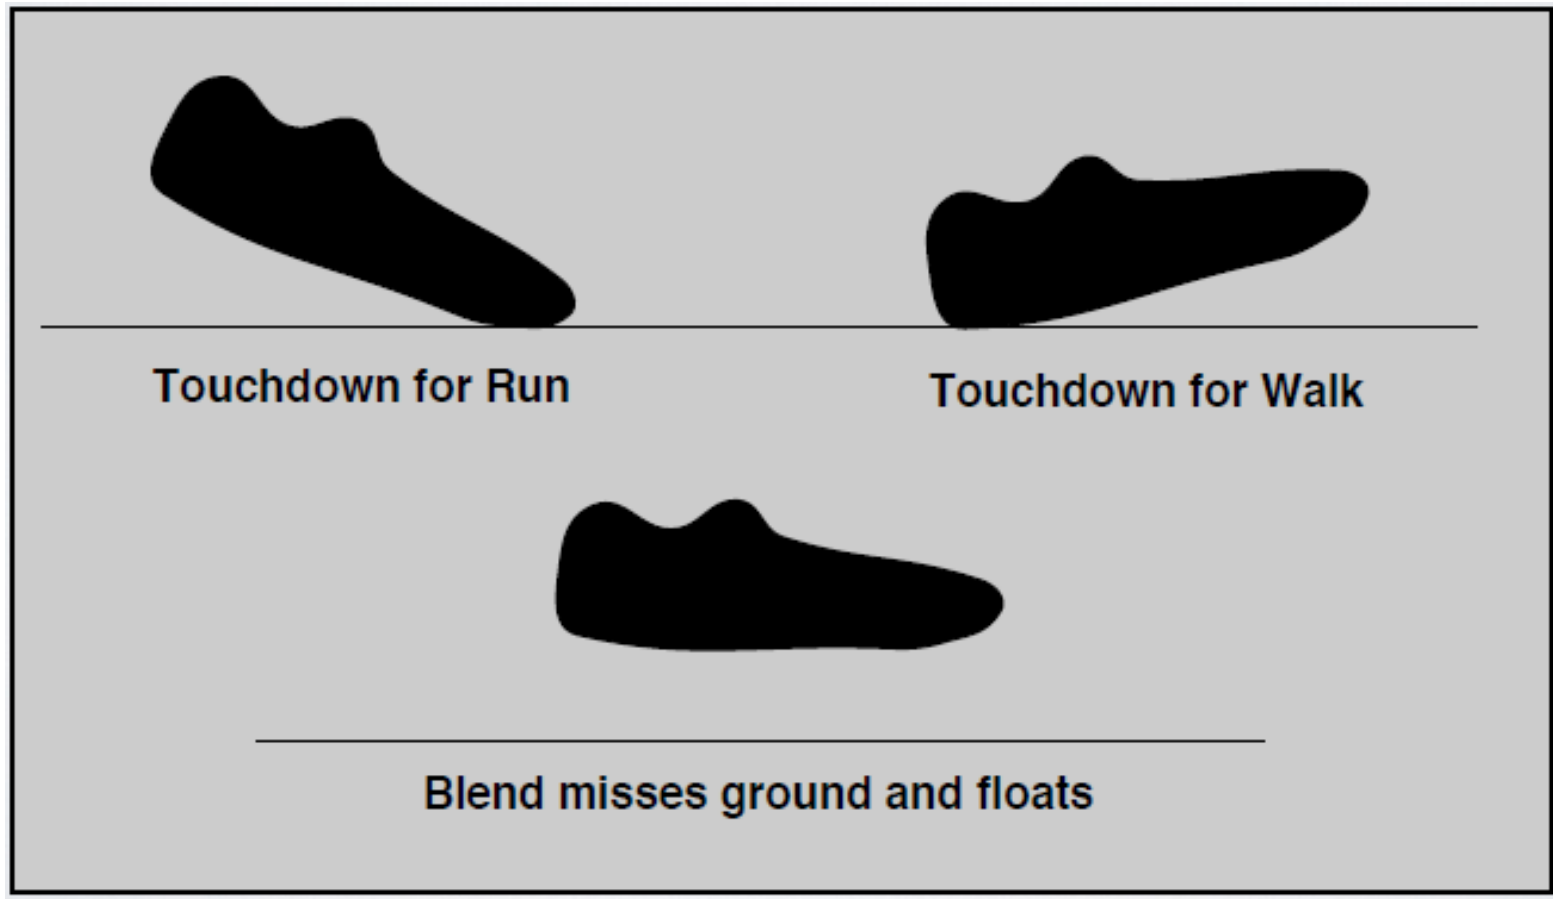 Touchdown for Run
Touchdown for Walk
Blend misses ground and floats